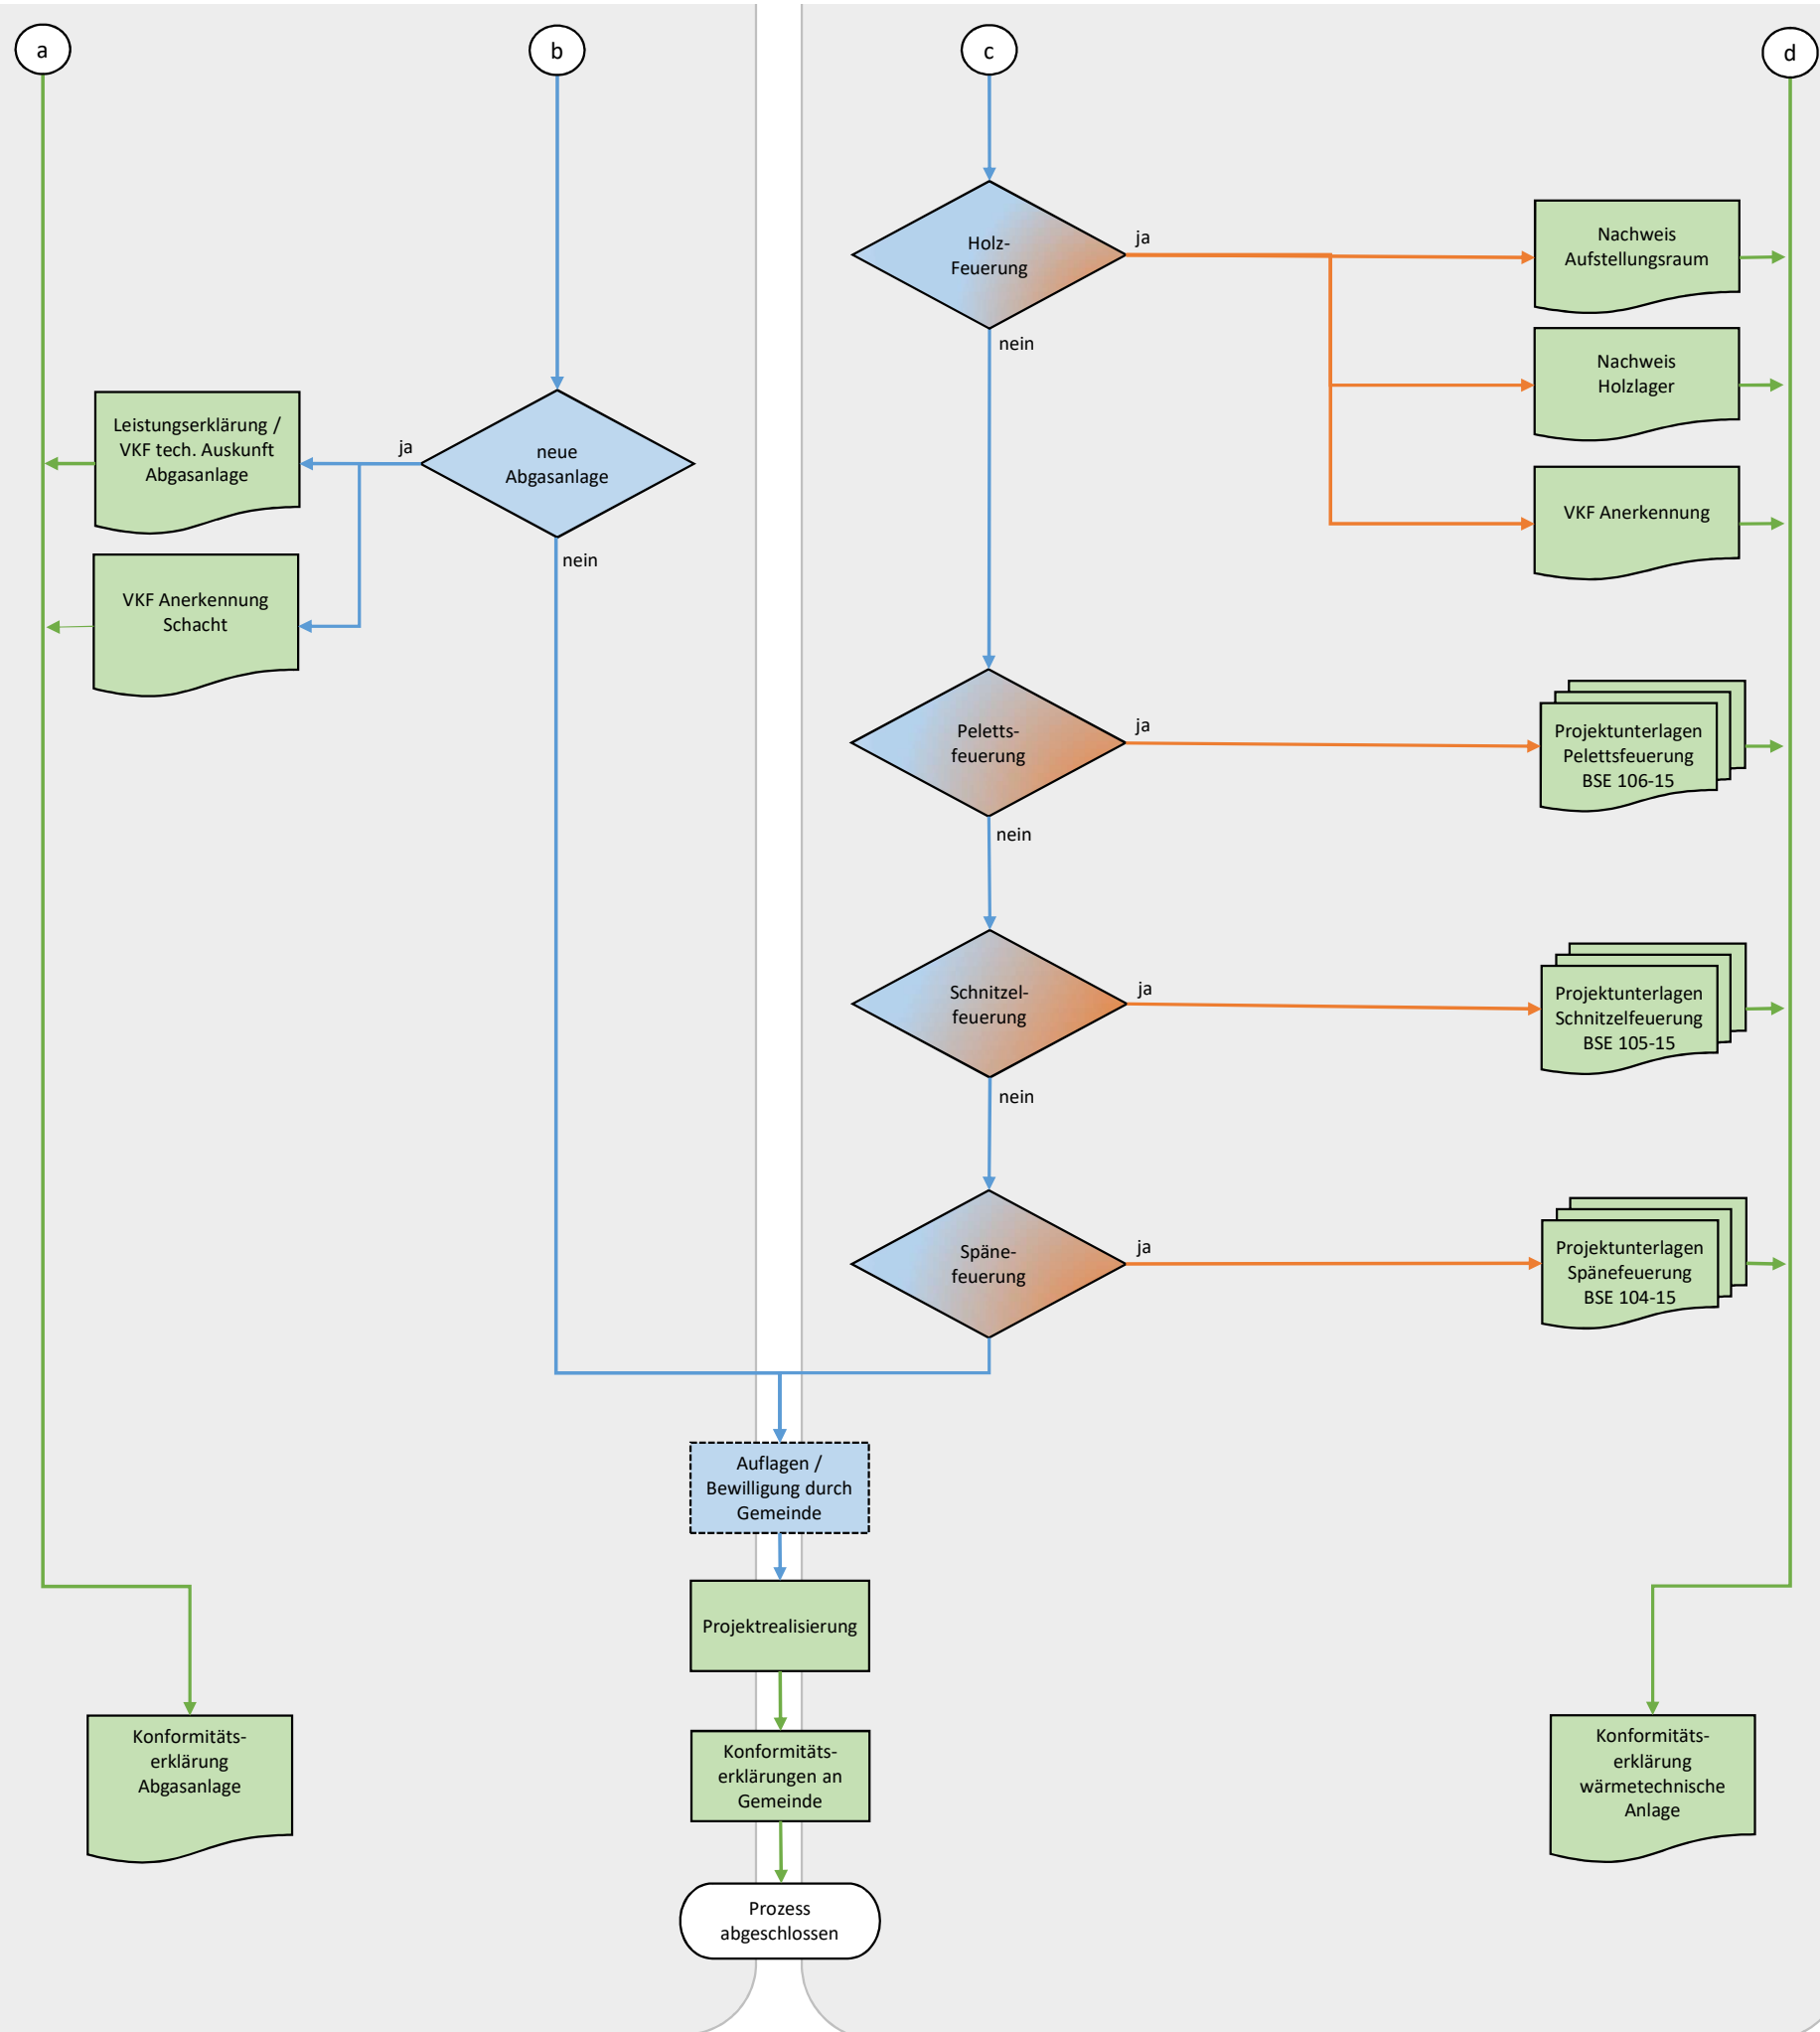 a
b
c
d
Holz-
Feuerung
ja
nein
Nachweis
Aufstellungsraum
Nachweis
Holzlager
VKF Anerkennung
Leistungserklärung /
VKF tech. Auskunft
Abgasanlage
ja
neue
Abgasanlage
nein
VKF Anerkennung
Schacht
Peletts-
feuerung
ja
nein
Projektunterlagen
Pelettsfeuerung
BSE 106-15
Schnitzel-
feuerung
ja
nein
Projektunterlagen
Schnitzelfeuerung
BSE 105-15
Späne-
feuerung
ja
Projektunterlagen
Spänefeuerung
BSE 104-15
Auflagen /
Bewilligung durch
Gemeinde
Projektrealisierung
Konformitäts-
erklärung
Abgasanlage
Konformitäts-
erklärungen an
Gemeinde
Konformitäts-
erklärung
wärmetechnische
Anlage
Prozess
abgeschlossen